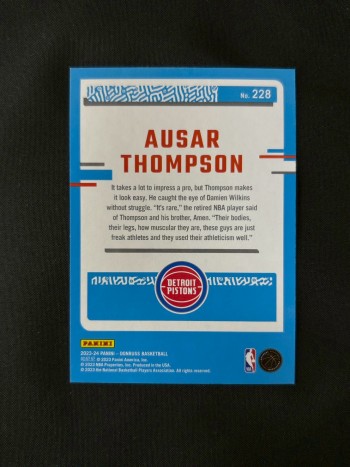 No. 228
AUSAR
THOMPSON
It takes a lot to impress a pro, but Thompson makes
it look easy. He caught the eye of Damien Wilkins
without struggle. "It's rare," the retired NBA player said
of Thompson and his brother, Amen. "Their bodies,
their legs, how muscular they are, these guys are just
freak athletes and they used their athleticism well."
DETROIT
PISTONS
PANINI
2023-24 PANINI – DONRUSS BASKETBALL
© 2023 Panini America, Inc.
© 2023 NBA Properties, Inc. Produced in the USA.
© 2023 the National Basketball Players Association. All rights reserved.